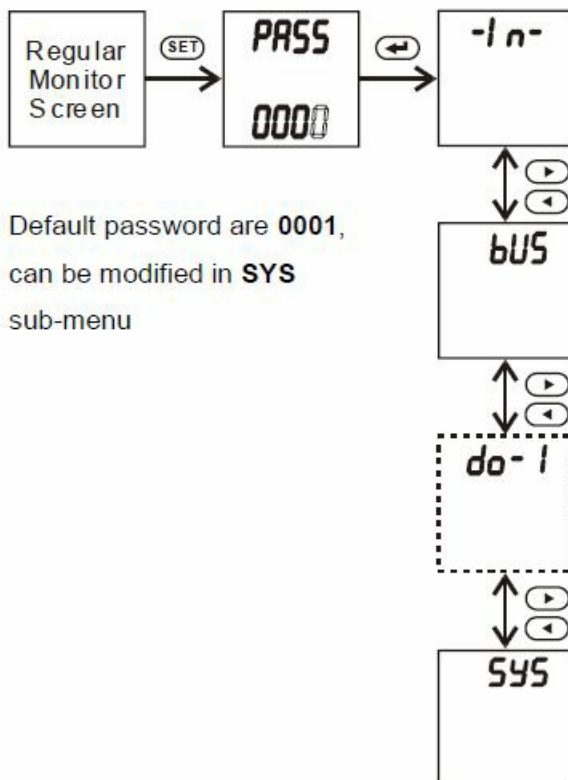 Regular
Monitor
Screen
SET
PASS
0000
-In-
Default password are 0001,
can be modified in SYS
sub-menu
bUS
do-1
SYS